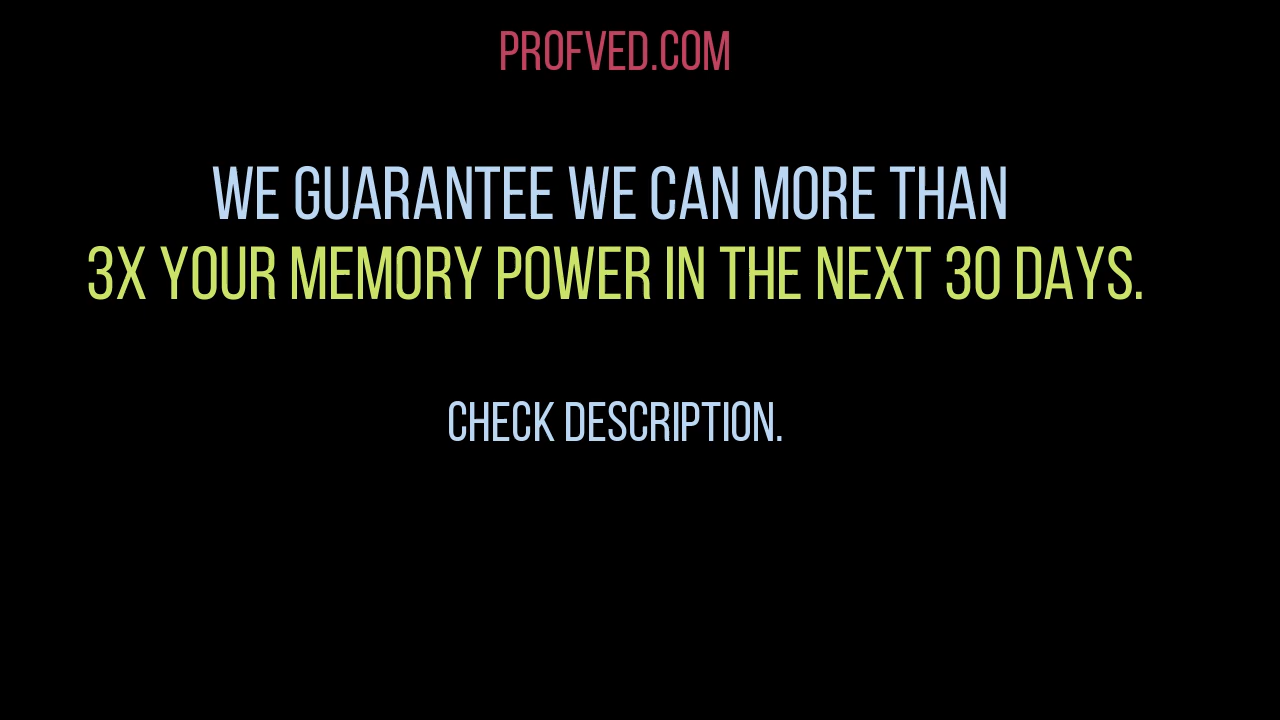 PROFVED.COM
WE GUARANTEE WE CAN MORE THAN
3X YOUR MEMORY POWER IN THE NEXT 30 DAYS.
CHECK DESCRIPTION.